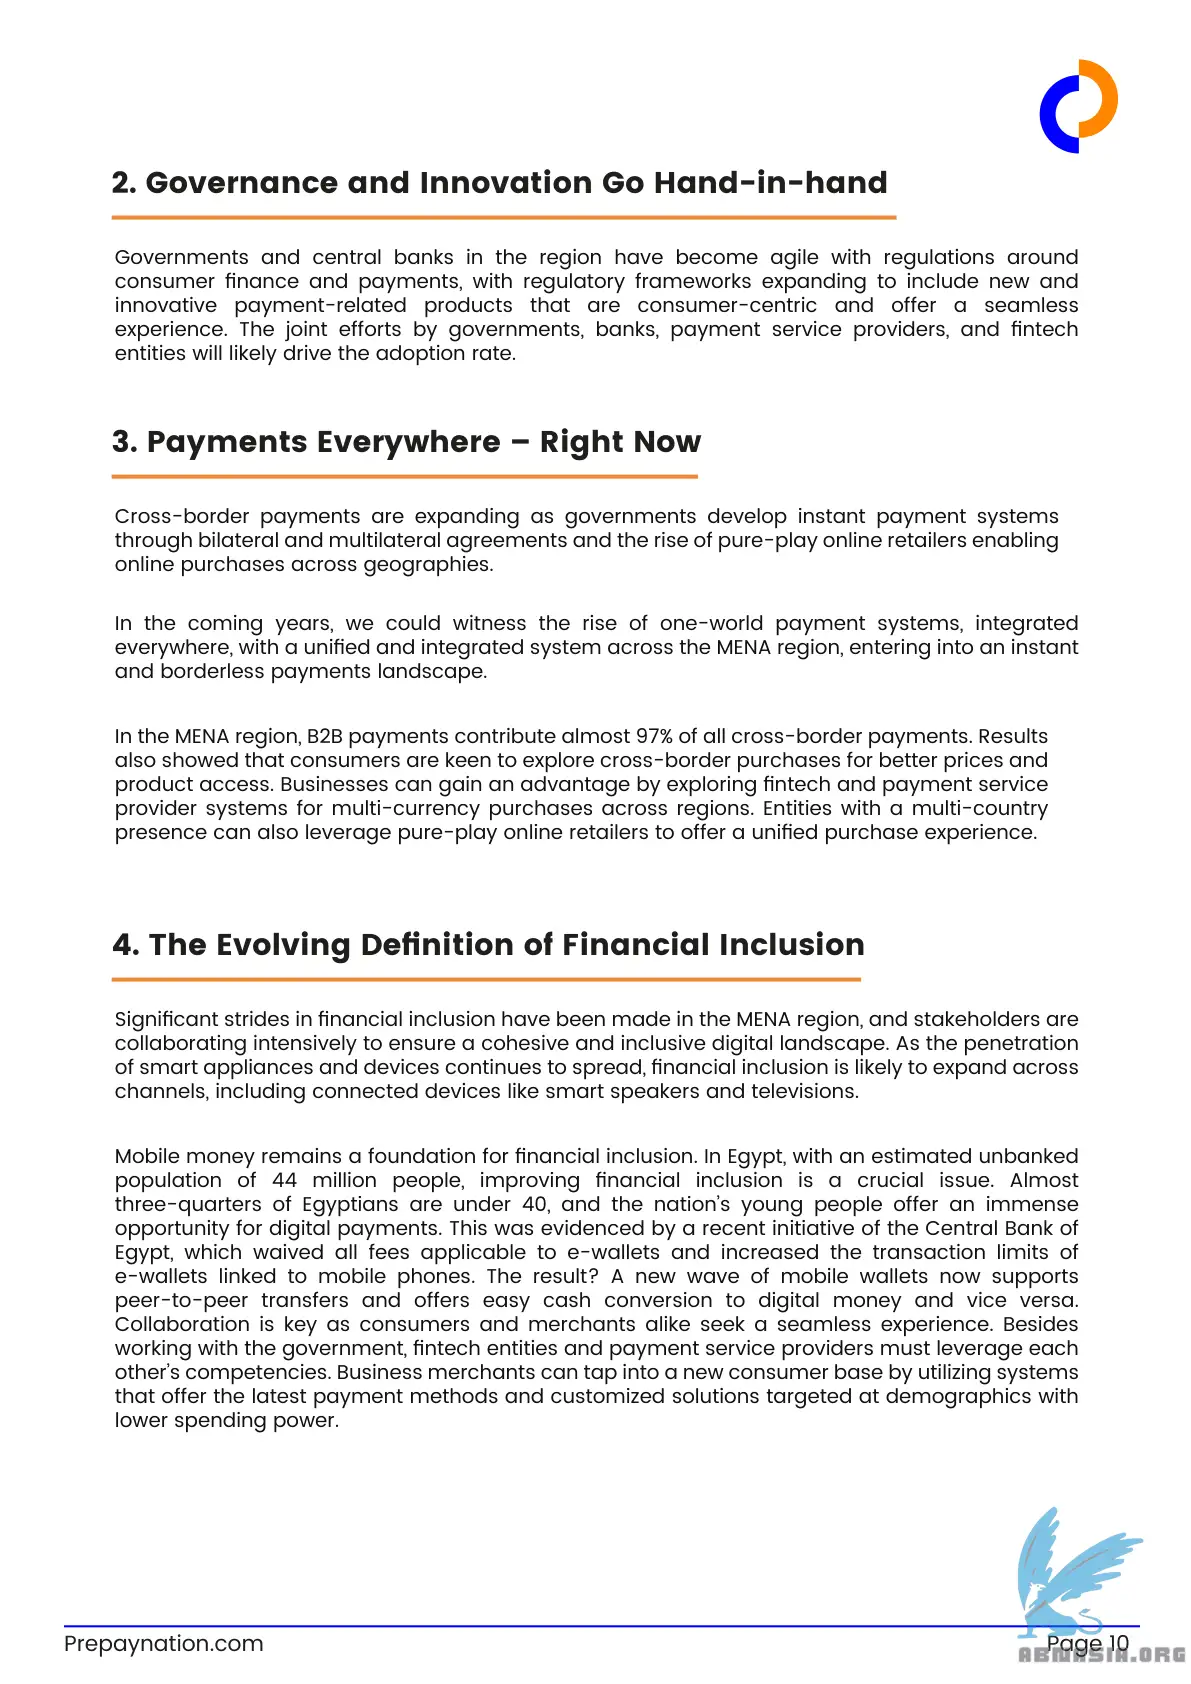 2. Governance and Innovation Go Hand-in-hand
Governments and central banks in the region have become agile with regulations around
consumer finance and payments, with regulatory frameworks expanding to include new and
innovative payment-related products that are consumer-centric and offer a seamless
experience. The joint efforts by governments, banks, payment service providers, and fintech
entities will likely drive the adoption rate.
3. Payments Everywhere – Right Now
Cross-border payments are expanding as governments develop instant payment systems
through bilateral and multilateral agreements and the rise of pure-play online retailers enabling
online purchases across geographies.
In the coming years, we could witness the rise of one-world payment systems, integrated
everywhere, with a unified and integrated system across the MENA region, entering into an instant
and borderless payments landscape.
In the MENA region, B2B payments contribute almost 97% of all cross-border payments. Results
also showed that consumers are keen to explore cross-border purchases for better prices and
product access. Businesses can gain an advantage by exploring fintech and payment service
provider systems for multi-currency purchases across regions. Entities with a multi-country
presence can also leverage pure-play online retailers to offer a unified purchase experience.
4. The Evolving Definition of Financial Inclusion
Significant strides in financial inclusion have been made in the MENA region, and stakeholders are
collaborating intensively to ensure a cohesive and inclusive digital landscape. As the penetration
of smart appliances and devices continues to spread, financial inclusion is likely to expand across
channels, including connected devices like smart speakers and televisions.
Mobile money remains a foundation for financial inclusion. In Egypt, with an estimated unbanked
population of 44 million people, improving financial inclusion is a crucial issue. Almost
three-quarters of Egyptians are under 40, and the nation's young people offer an immense
opportunity for digital payments. This was evidenced by a recent initiative of the Central Bank of
Egypt, which waived all fees applicable to e-wallets and increased the transaction limits of
e-wallets linked to mobile phones. The result? A new wave of mobile wallets now supports
peer-to-peer transfers and offers easy cash conversion to digital money and vice versa.
Collaboration is key as consumers and merchants alike seek a seamless experience. Besides
working with the government, fintech entities and payment service providers must leverage each
other's competencies. Business merchants can tap into a new consumer base by utilizing systems
that offer the latest payment methods and customized solutions targeted at demographics with
lower spending power.
Prepaynation.com
Page 10
ABMASIA.ORG